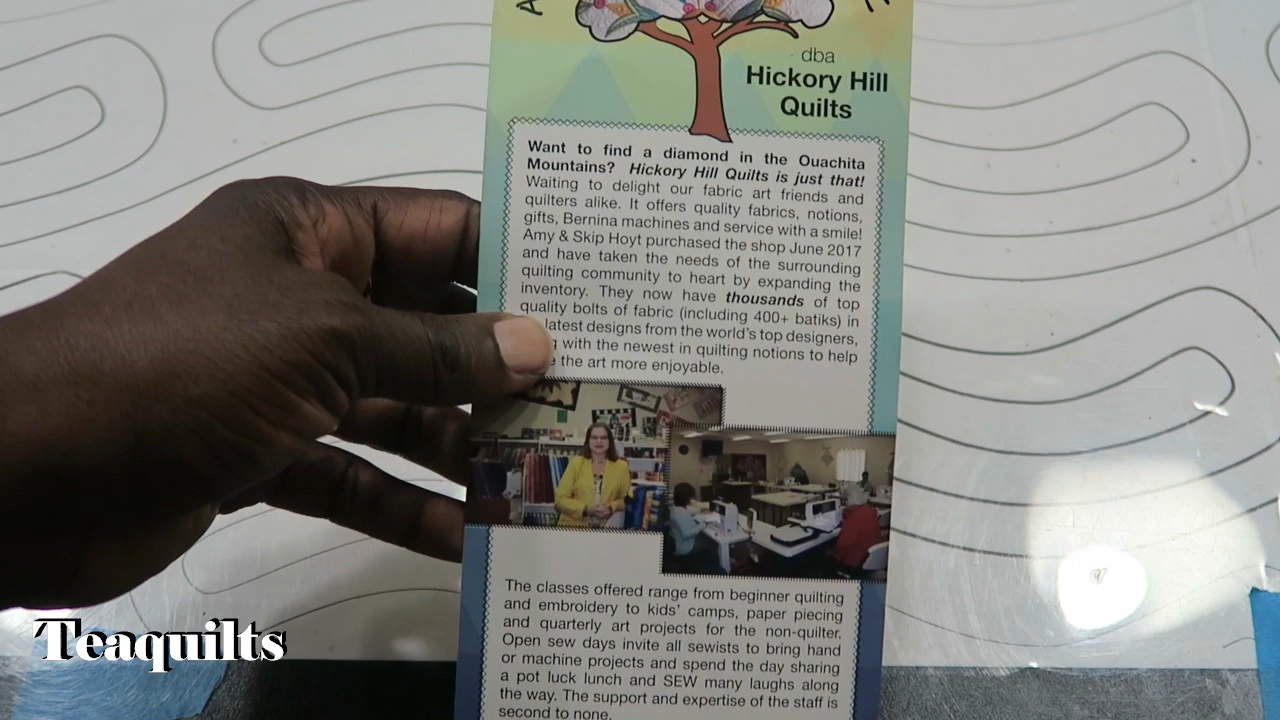 dba
Hickory Hill
Quilts
Want to find a diamond in the Ouachita
Mountains? Hickory Hill Quilts is just that!
Waiting to delight our fabric art friends and
quilters alike. It offers quality fabrics, notions,
gifts, Bernina machines and service with a smile!
Amy & Skip Hoyt purchased the shop June 2017
and have taken the needs of the surrounding
quilting community to heart by expanding the
inventory. They now have thousands of top
quality bolts of fabric (including 400+ batiks) in
latest designs from the world's top designers,
with the newest in quilting notions to help
the art more enjoyable.
The classes offered range from beginner quilting
and embroidery to kids' camps, paper piecing
and quarterly art projects for the non-quilter.
Open sew days invite all sewists to bring hand
or machine projects and spend the day sharing
a pot luck lunch and SEW many laughs along
the way. The support and expertise of the staff is
second to none.
Teaquilts